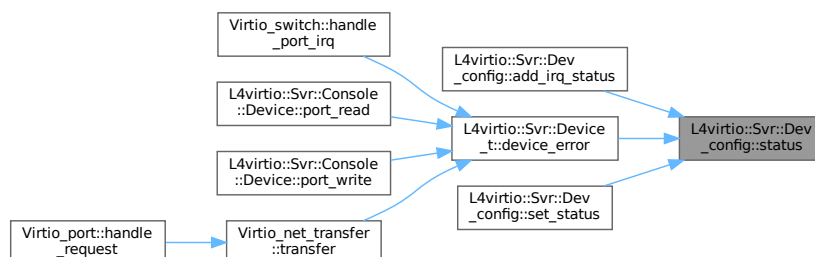 Virtio_switch::handle
_port_irq
L4virtio::Svr::Console
::Device::port_read
L4virtio::Svr::Console
::Device::port_write
Virtio_port::handle
_request
Virtio_net_transfer
::transfer
L4virtio::Svr::Dev
_config::add_irq_status
L4virtio::Svr::Device
_t::device_error
L4virtio::Svr::Dev
_config::set_status
L4virtio::Svr::Dev
_config::status